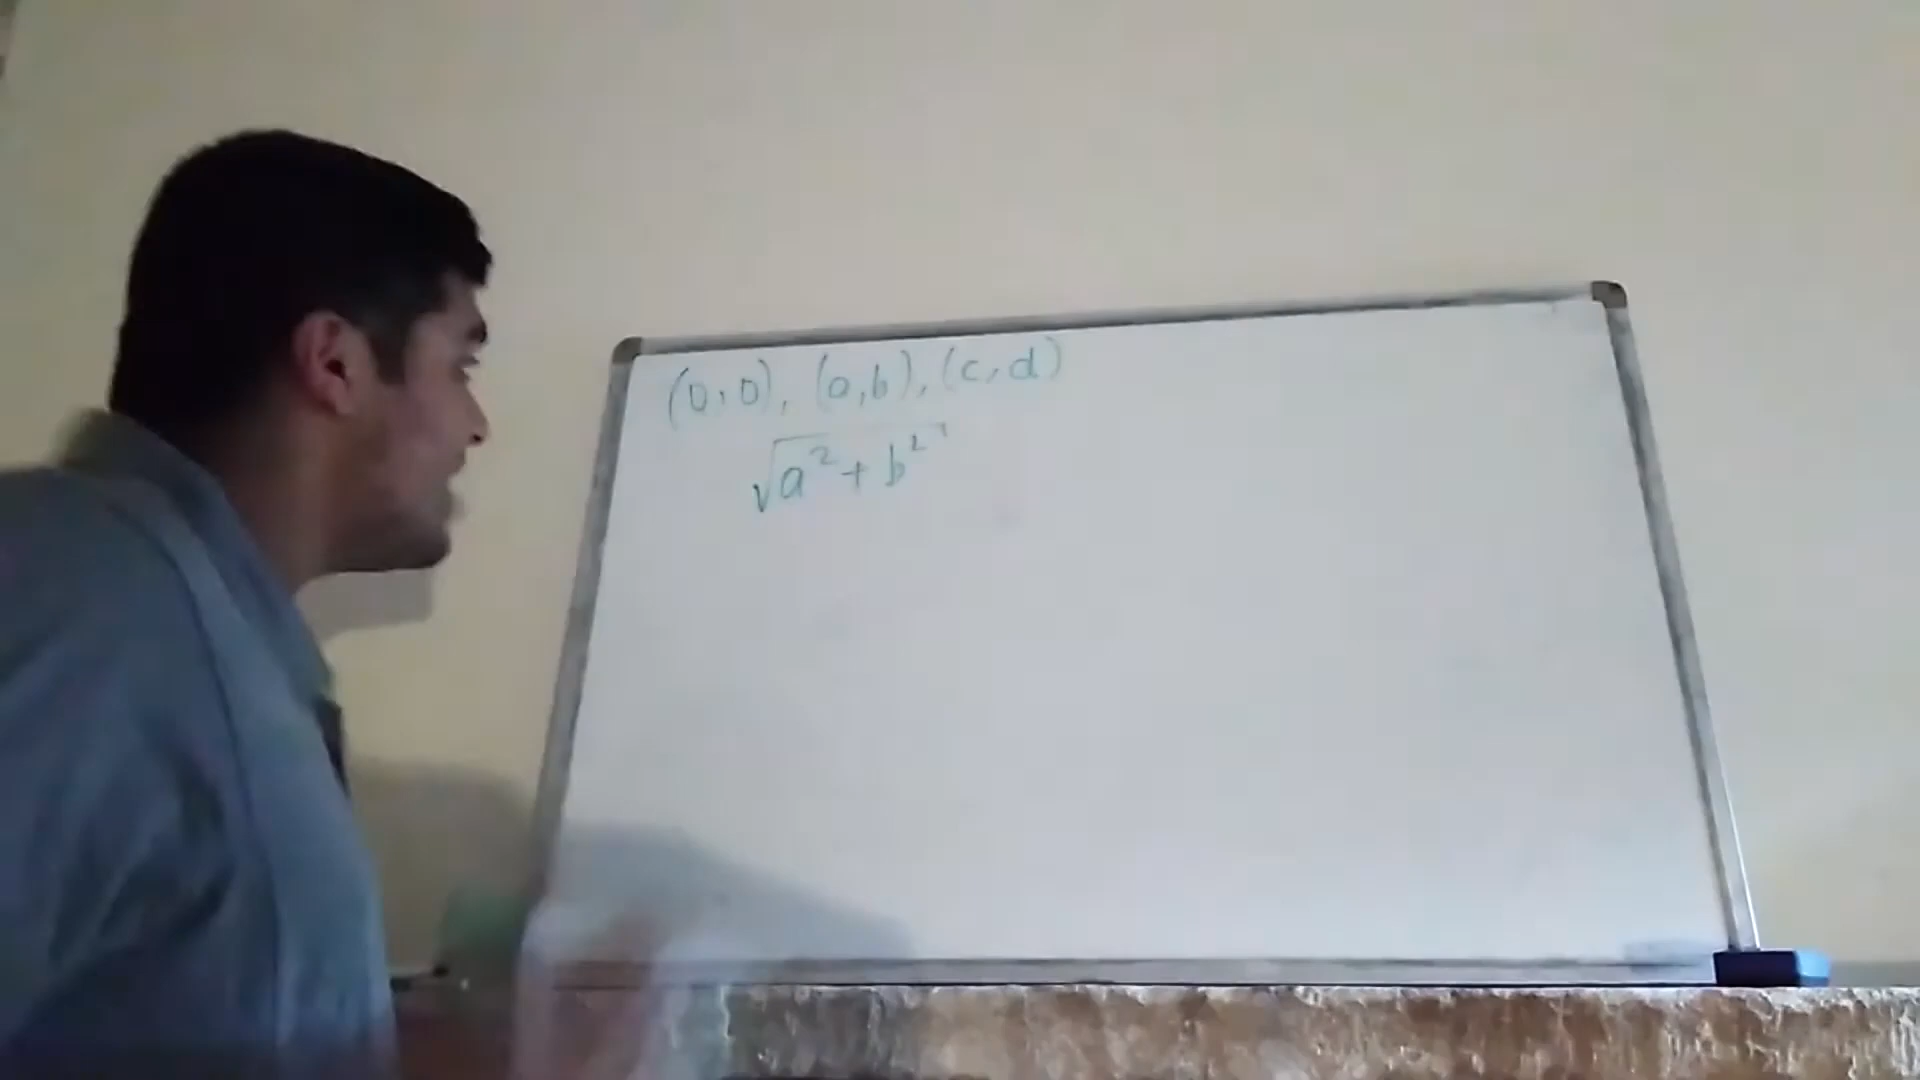 (0,0), (a,b), (c,d)
√a²+b²